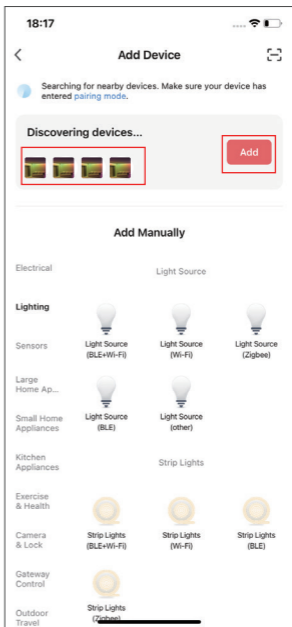 18:17
Add Device
Searching for nearby devices. Make sure your device has
entered pairing mode.
Discovering devices...
Add
Add Manually
Electrical
Light Source
Lighting
Light Source
(BLE+Wi-Fi)
Light Source
(Wi-Fi)
Light Source
(Zigbee)
Sensors
Large
Home Ap...
Light Source
(BLE)
Light Source
(other)
Small Home
Appliances
Kitchen
Appliances
Strip Lights
Exercise
& Health
Strip Lights
(BLE+Wi-Fi)
Strip Lights
(Wi-Fi)
Strip Lights
(BLE)
Camera
& Lock
Gateway
Control
Strip Lights
(Zigbee)
Outdoor
Travel